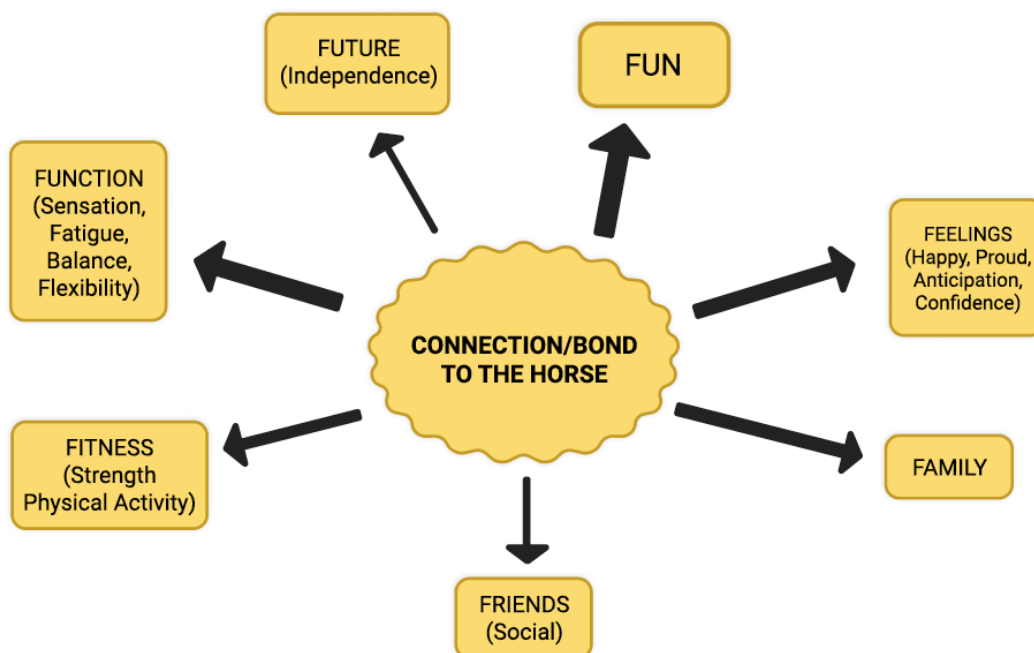 FUTURE
(Independence)
FUN
FUNCTION
(Sensation,
Fatigue,
Balance,
Flexibility)
FEELINGS
(Happy, Proud,
Anticipation,
Confidence)
CONNECTION/BOND
TO THE HORSE
FITNESS
(Strength
Physical Activity)
FAMILY
FRIENDS
(Social)